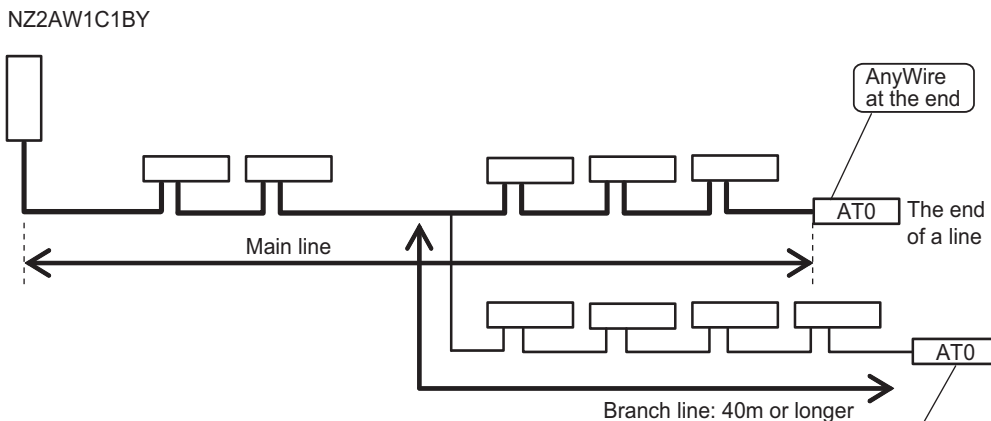 NZ2AW1C1BY
AnyWire
at the end
AT0
The end
of a line
Main line
AT0
Branch line: 40m or longer